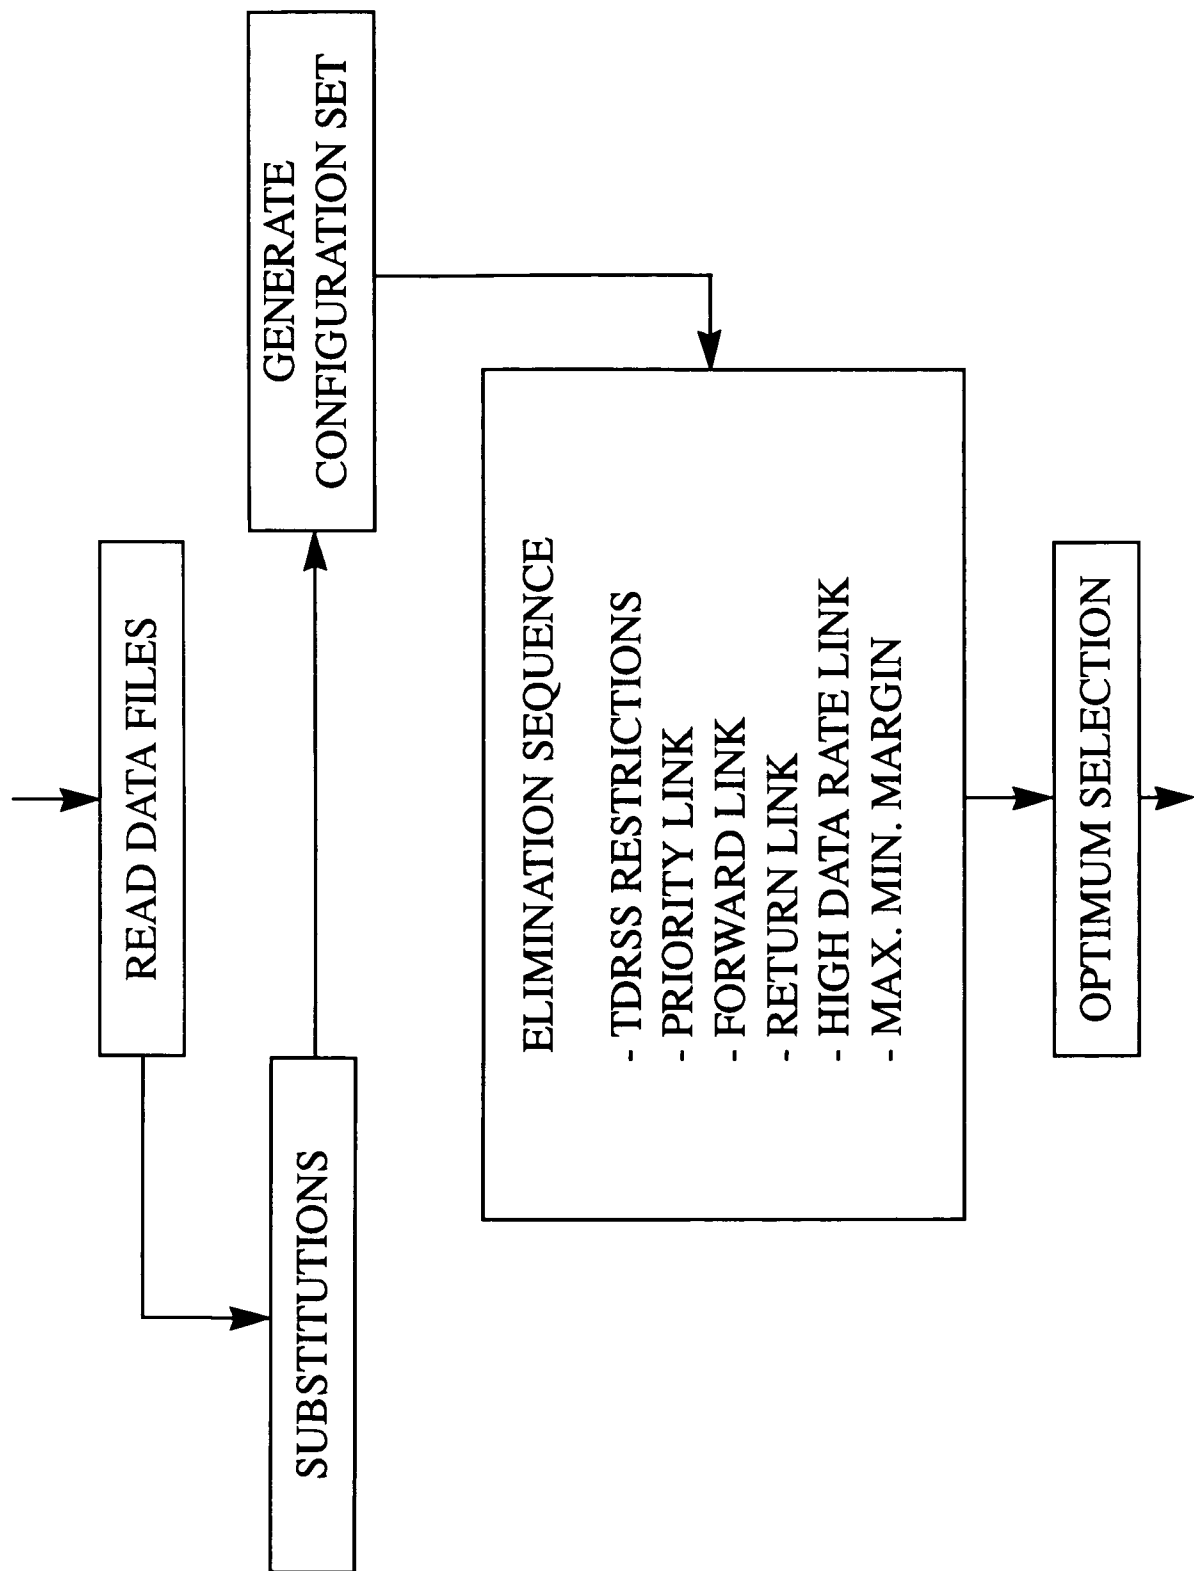 READ DATA FILES
SUBSTITUTIONS
GENERATE
CONFIGURATION SET
ELIMINATION SEQUENCE
- TDRSS RESTRICTIONS
- PRIORITY LINK
- FORWARD LINK
- RETURN LINK
- HIGH DATA RATE LINK
- MAX. MIN. MARGIN
OPTIMUM SELECTION